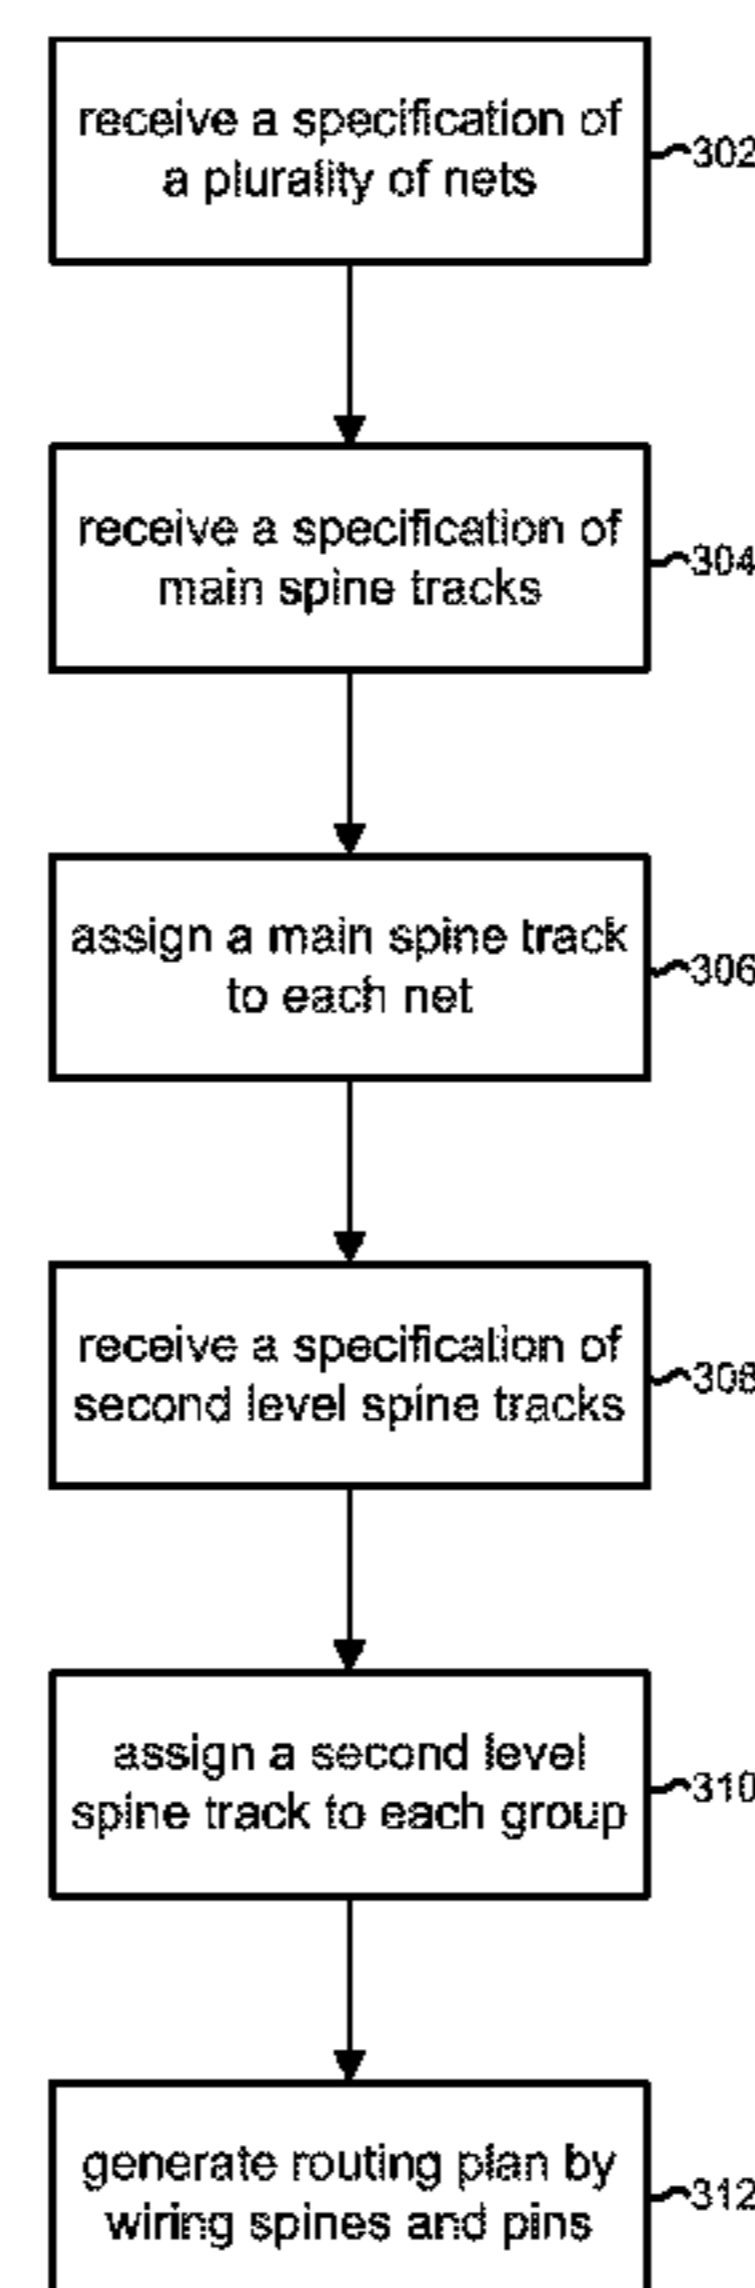 receive a specification of
a plurality of nets
302
receive a specification of
main spine tracks
304
assign a main spine track
to each net
306
receive a specification of
second level spine tracks
308
assign a second level
spine track to each group
310
generate routing plan by
wiring spines and pins
312